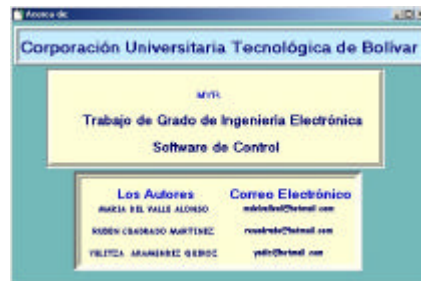 Acerca de:
Corporación Universitaria Tecnológica de Bolívar
MYR
Trabajo de Grado de Ingeniería Electrónica
Software de Control
Los Autores Correo Electrónico
MARIA DEL VALLE ALONSO
RUBEN CUADRADO MARTINEZ